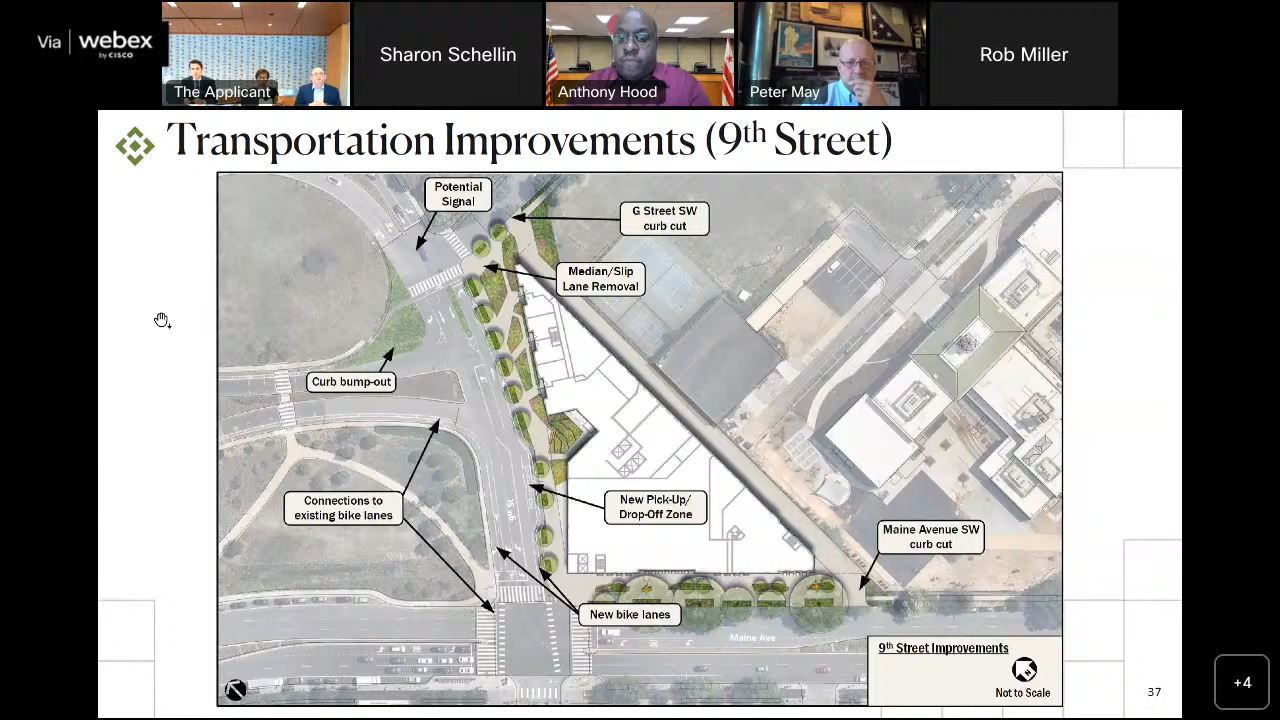 Via webex
by CISCO
The Applicant
Sharon Schellin
Anthony Hood
Peter May
Rob Miller
Transportation Improvements (9th Street)
Potential
Signal
G Street SW
curb cut
Median/Slip
Lane Removal
Curb bump-out
Connections to
existing bike lanes
9th St
New Pick-Up/
Drop-Off Zone
Maine Avenue SW
curb cut
New bike lanes
Maine Ave
9th Street Improvements
Not to Scale
37
+4